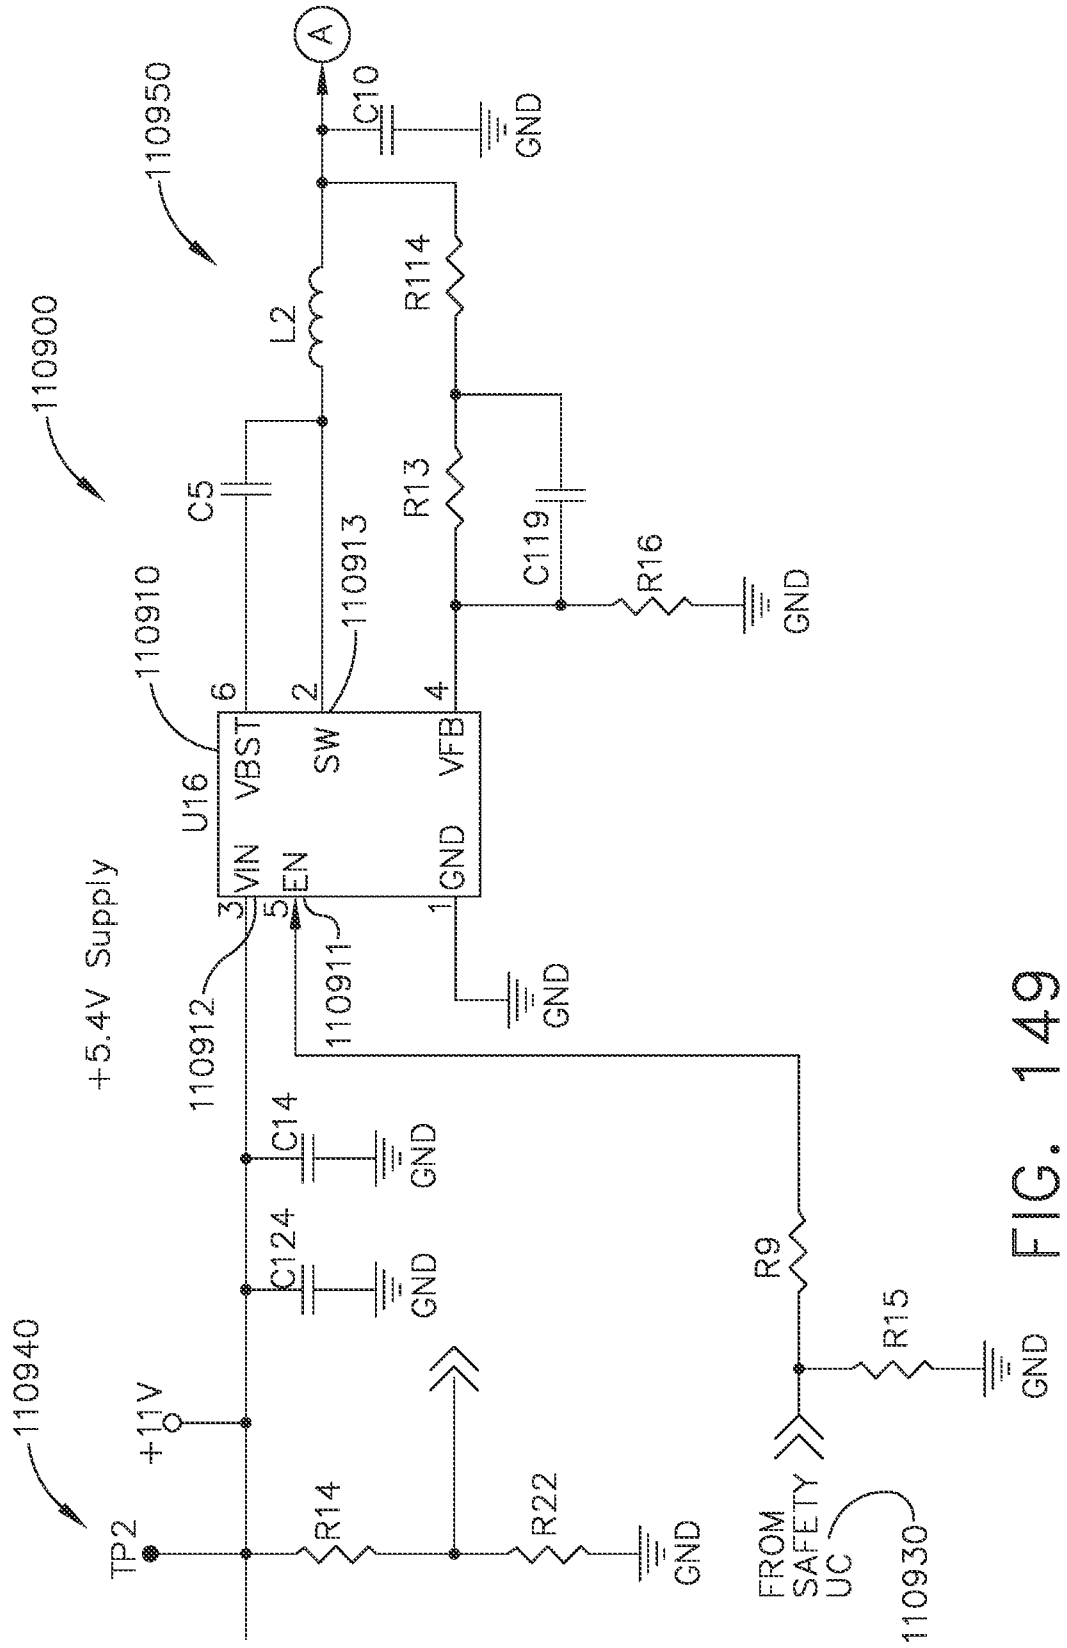 110940
TP2
+11V
R14
R22
GND
C124
GND
C14
GND
+5.4V Supply
110912
110911
FROM
SAFETY
UC
110930
R15
GND
R9
GND
U16
110910
3
VIN
5
EN
1
GND
VBST
6
SW
2
VFB
4
110913
110900
C5
L2
R13
C119
R16
GND
R114
110950
C10
GND
A
FIG. 149